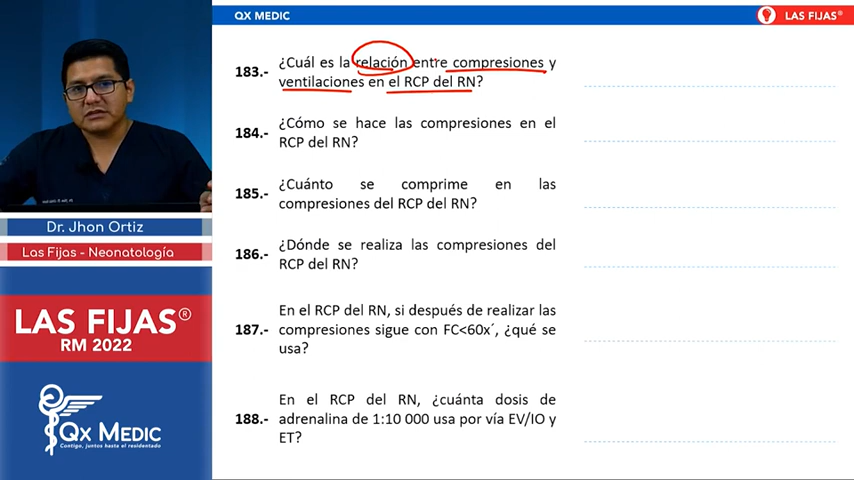 QX MEDIC
LAS FIJAS®
183.- ¿Cuál es la relación entre compresiones y
ventilaciones en el RCP del RN?
184.- ¿Cómo se hace las compresiones en el
RCP del RN?
185.- ¿Cuánto se comprime en las
compresiones del RCP del RN?
186.- ¿Dónde se realiza las compresiones del
RCP del RN?
187.- En el RCP del RN, si después de realizar las
compresiones sigue con FC<60x´, ¿qué se
usa?
188.- En el RCP del RN, ¿cuánta dosis de
adrenalina de 1:10 000 usa por vía EV/IO y
ET?
Dr. Jhon Ortiz
Las Fijas - Neonatología
LAS FIJAS®
RM 2022
QX MEDIC
Contigo, juntos hasta el residentado